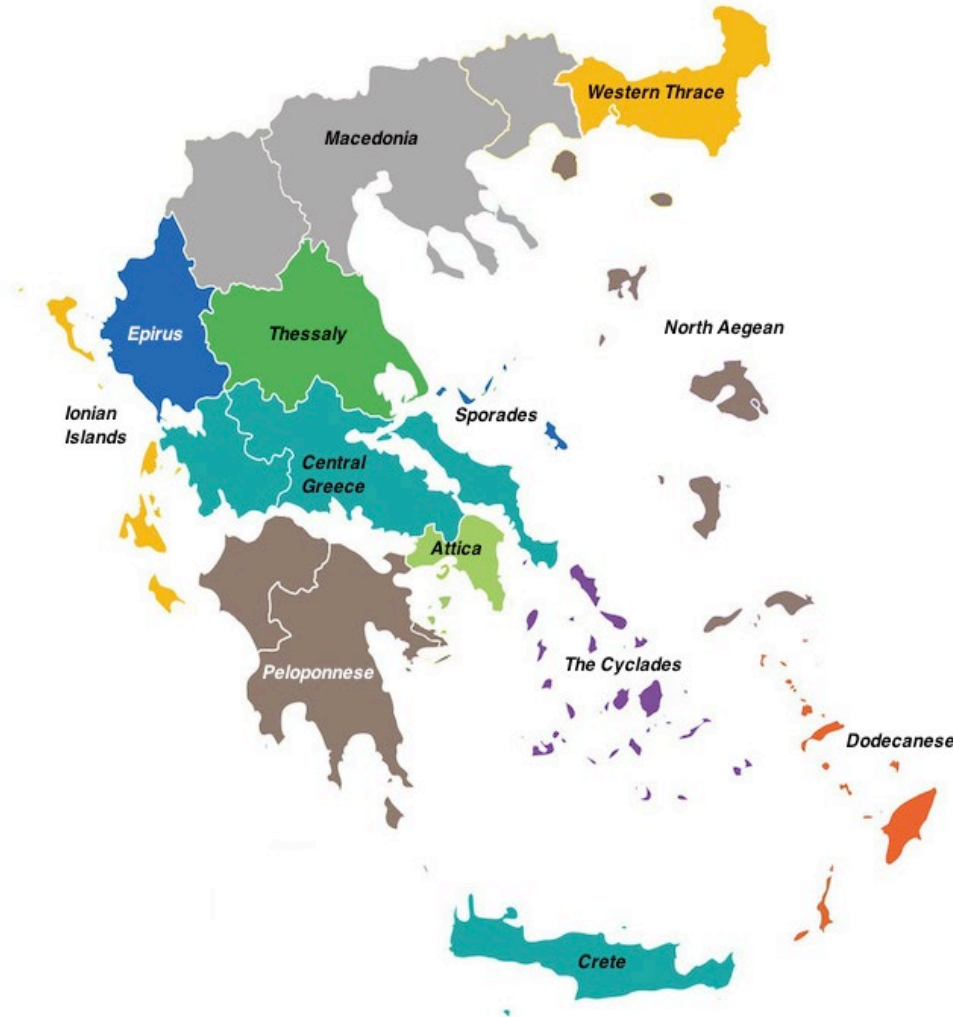 Western Thrace
Macedonia
North Aegean
Epirus
Thessaly
Ionian
Islands
Sporades
Central
Greece
Attica
The Cyclades
Peloponnese
Dodecanese
Crete